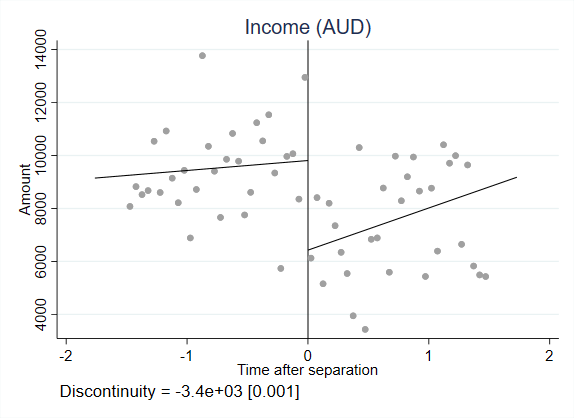 Income (AUD)
Amount
14000
12000
10000
8000
6000
4000
-2 -1 0 1 2
Time after separation
Discontinuity = -3.4e+03 [0.001]